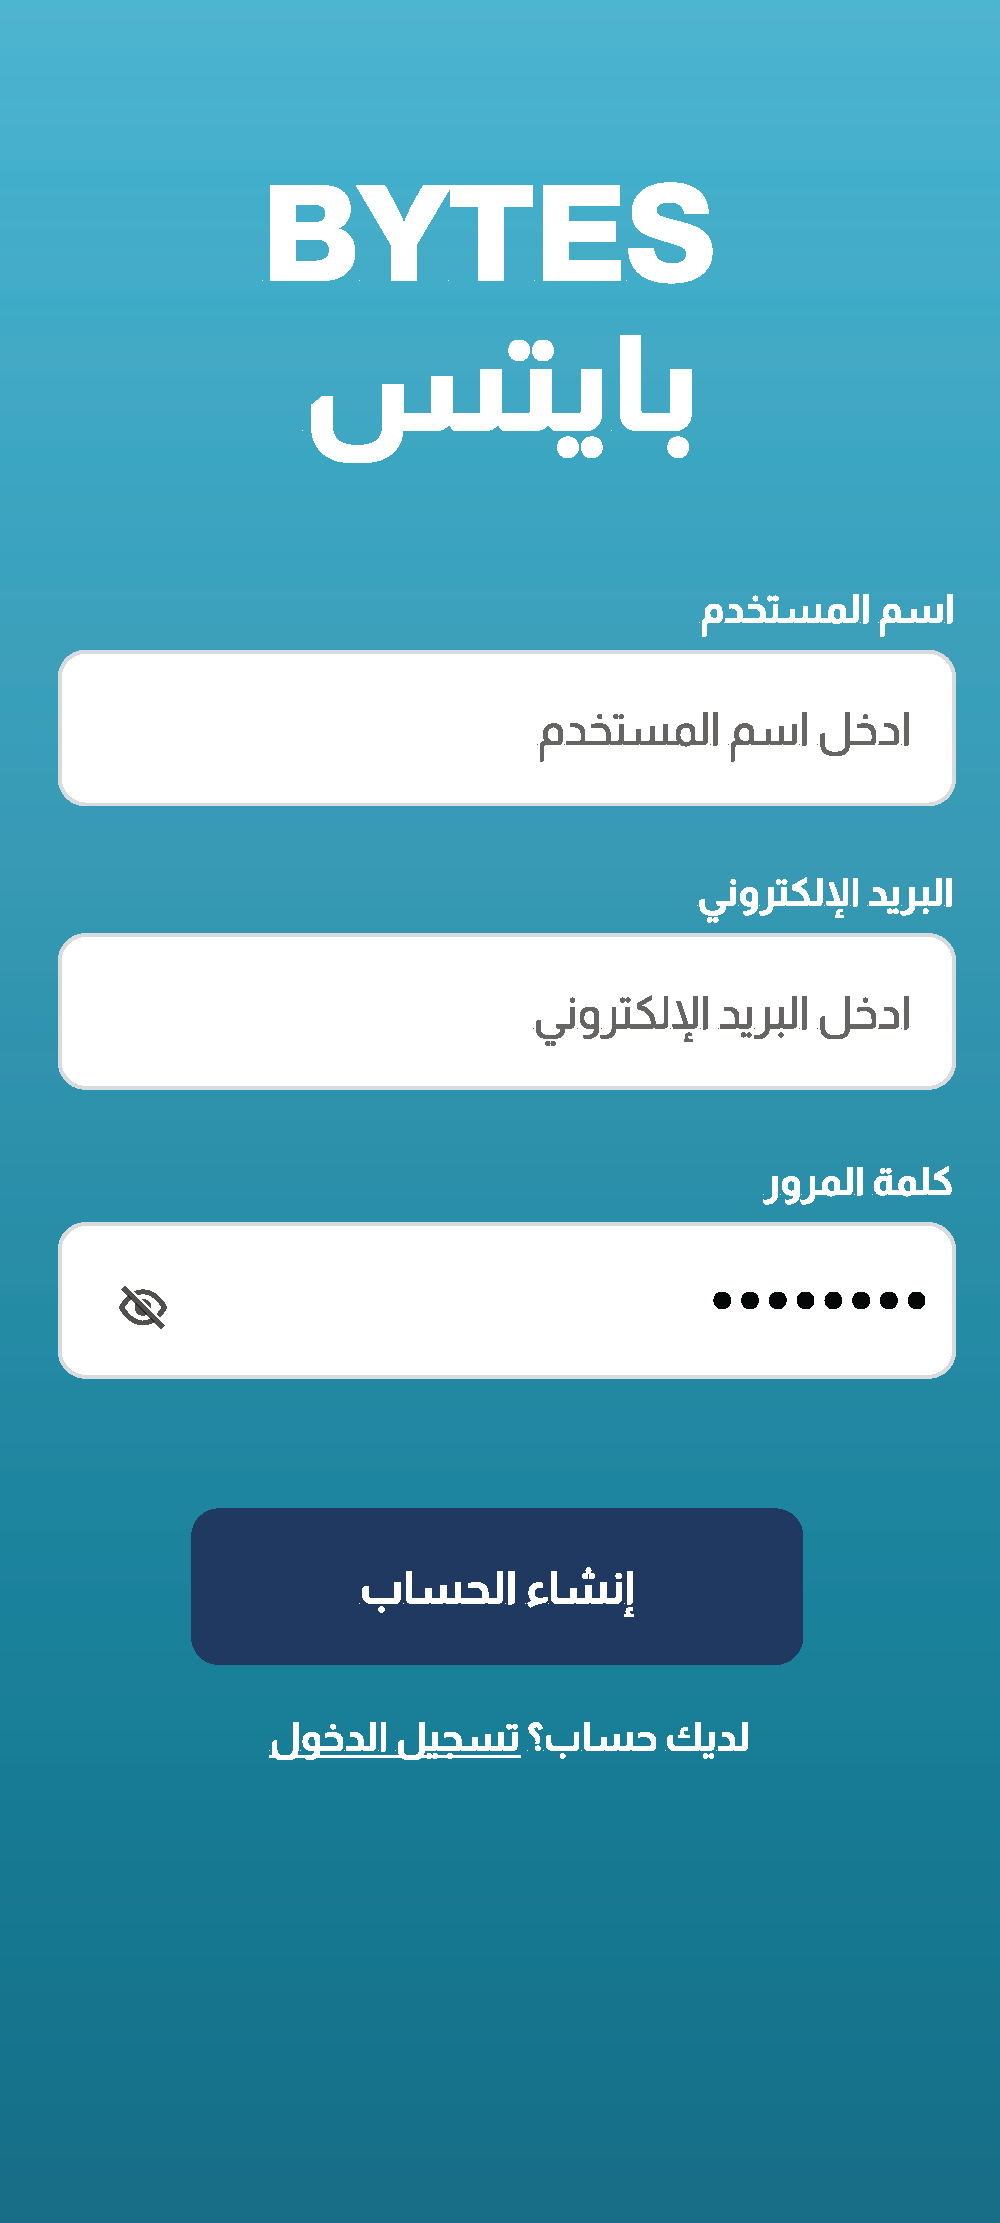 BYTES
بايتس
اسم المستخدم
ادخل اسم المستخدم
البريد الإلكتروني
ادخل البريد الإلكتروني
كلمة المرور
••••••••
إنشاء الحساب
لديك حساب؟ تسجيل الدخول